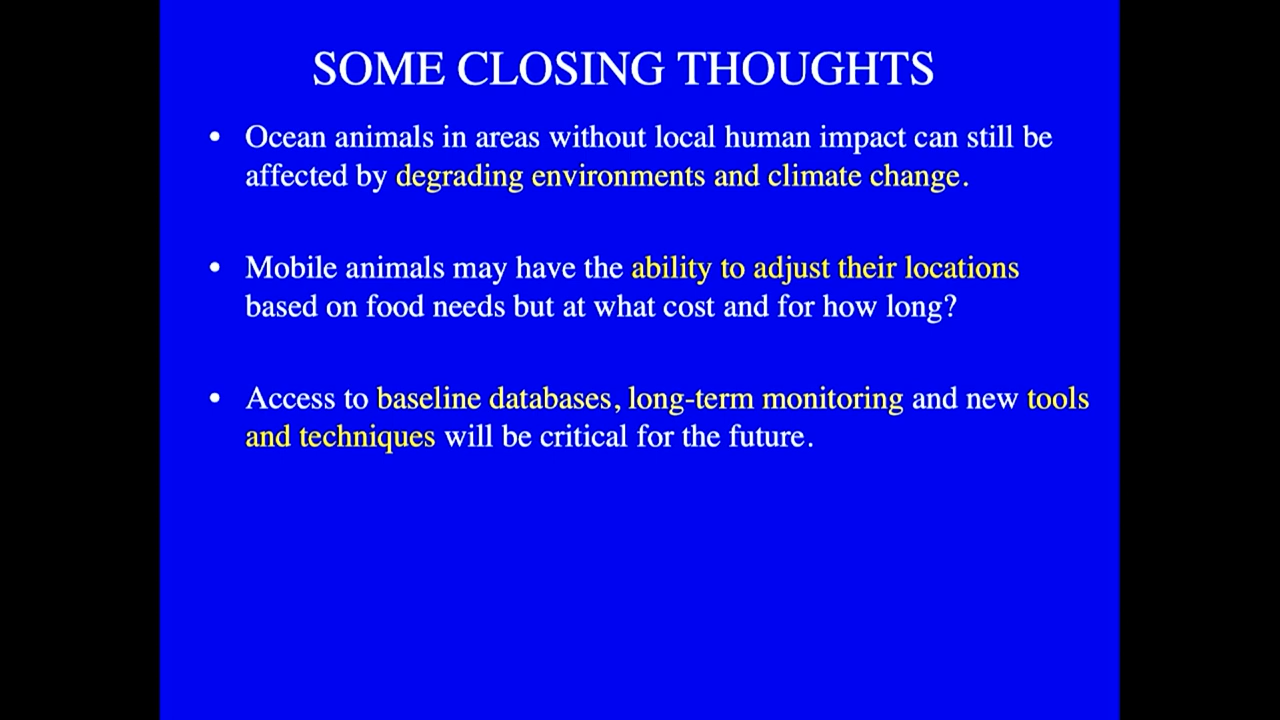 SOME CLOSING THOUGHTS
• Ocean animals in areas without local human impact can still be
affected by degrading environments and climate change.
• Mobile animals may have the ability to adjust their locations
based on food needs but at what cost and for how long?
• Access to baseline databases, long-term monitoring and new tools
and techniques will be critical for the future.